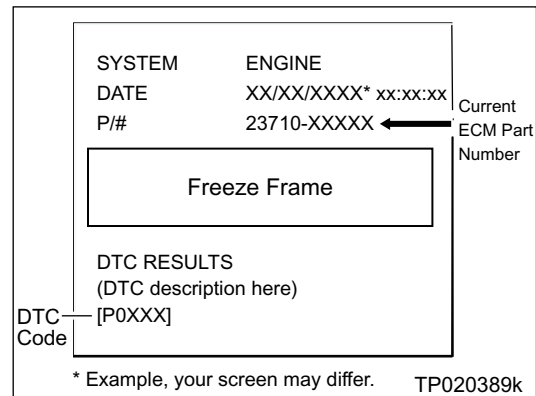 SYSTEM ENGINE
DATE XX/XX/XXXX* xx:xx:xx
P/# 23710-XXXXX
Current
ECM Part
Number
Freeze Frame
DTC RESULTS
(DTC description here)
DTC
Code
[P0XXX]
* Example, your screen may differ.
TP020389k